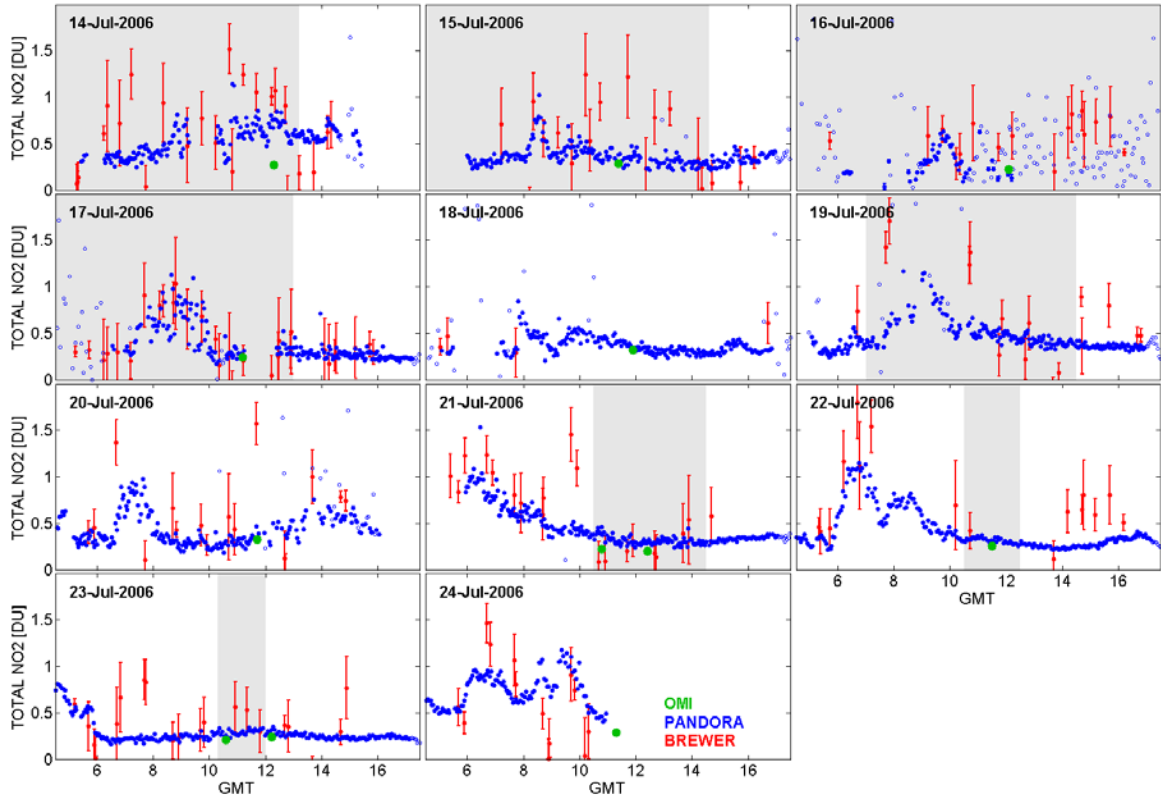 14-Jul-2006
15-Jul-2006
16-Jul-2006
TOTAL NO2 [DU]
1.5
1
0.5
0
17-Jul-2006
18-Jul-2006
19-Jul-2006
TOTAL NO2 [DU]
1.5
1
0.5
0
20-Jul-2006
21-Jul-2006
22-Jul-2006
TOTAL NO2 [DU]
1.5
1
0.5
0
6 8 10 12 14 16
GMT
23-Jul-2006
24-Jul-2006
TOTAL NO2 [DU]
1.5
1
0.5
0
OMI
PANDORA
BREWER
6 8 10 12 14 16
GMT
6 8 10 12 14 16
GMT